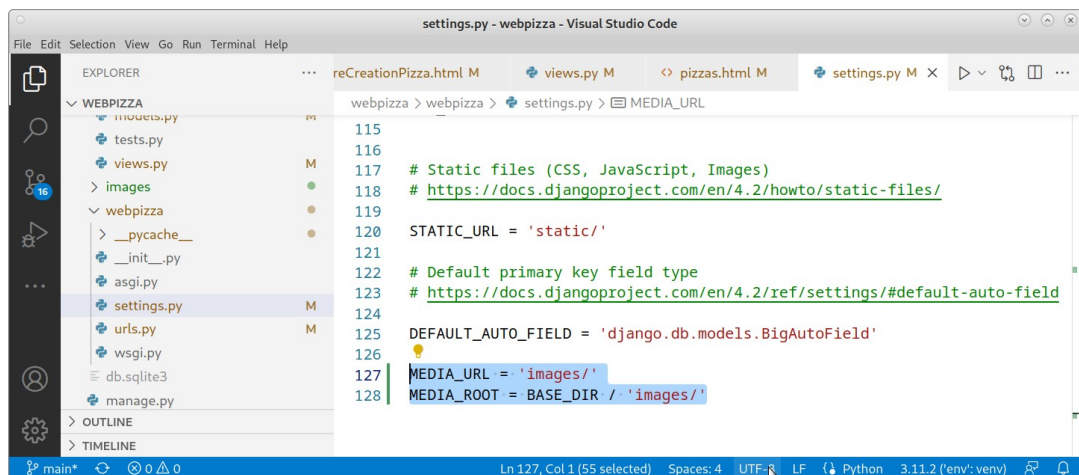 settings.py - webpizza - Visual Studio Code
File Edit Selection View Go Run Terminal Help
EXPLORER
reCreationPizza.html M
views.py M
pizzas.html M
settings.py M
WEBPIZZA
webpizza > webpizza > settings.py > MEDIA_URL
models.py M
tests.py
views.py M
images
webpizza
__pycache__
__init__.py
asgi.py
settings.py M
urls.py M
wsgi.py
db.sqlite3
manage.py
OUTLINE
TIMELINE
16
115
116
117 # Static files (CSS, JavaScript, Images)
118 # https://docs.djangoproject.com/en/4.2/howto/static-files/
119
120 STATIC_URL = 'static/'
121
122 # Default primary key field type
123 # https://docs.djangoproject.com/en/4.2/ref/settings/#default-auto-field
124
125 DEFAULT_AUTO_FIELD = 'django.db.models.BigAutoField'
126
127 MEDIA_URL = 'images/'
128 MEDIA_ROOT = BASE_DIR / 'images/'
main* 0 0 Ln 127, Col 1 (55 selected) Spaces: 4 UTF-8 LF Python 3.11.2 ('env': venv)